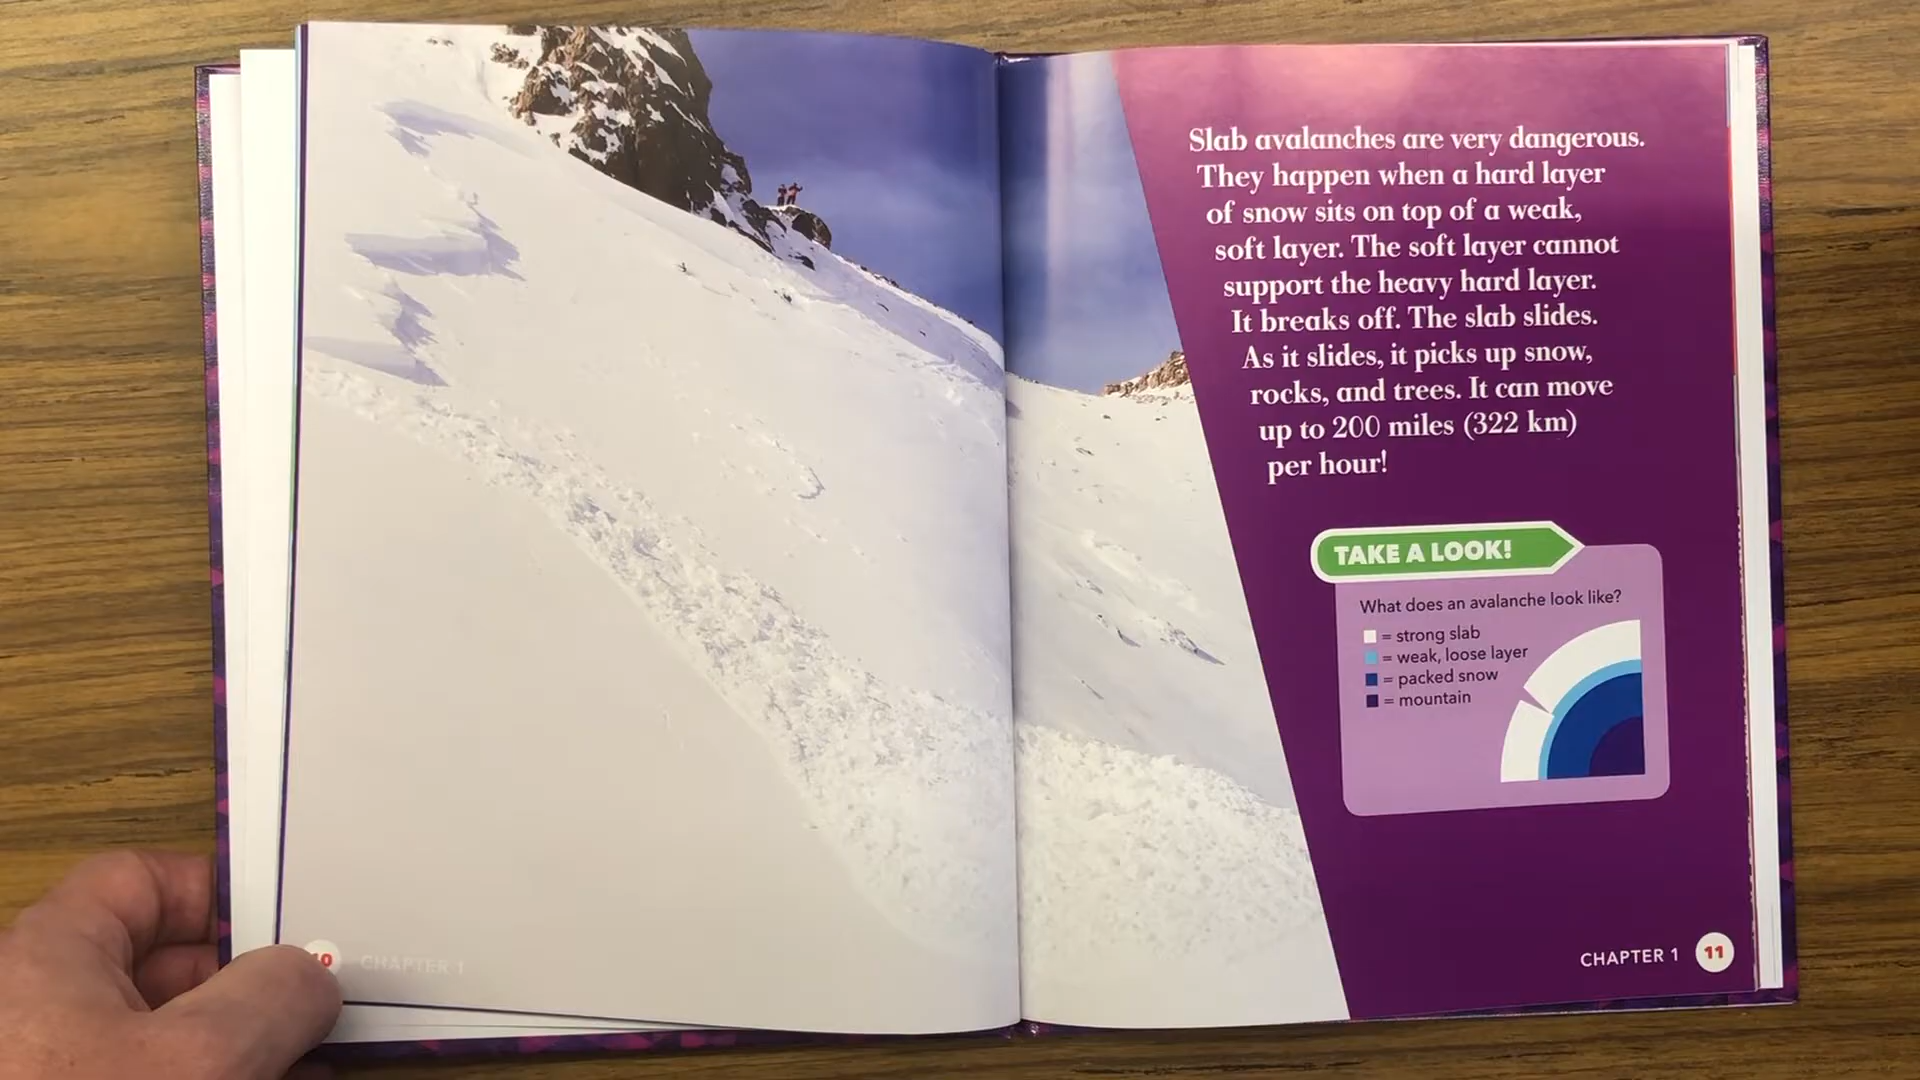 Slab avalanches are very dangerous.
They happen when a hard layer
of snow sits on top of a weak,
soft layer. The soft layer cannot
support the heavy hard layer.
It breaks off. The slab slides.
As it slides, it picks up snow,
rocks, and trees. It can move
up to 200 miles (322 km)
per hour!
TAKE A LOOK!
What does an avalanche look like?
= strong slab
= weak, loose layer
= packed snow
= mountain
10 CHAPTER 1
CHAPTER 1 11